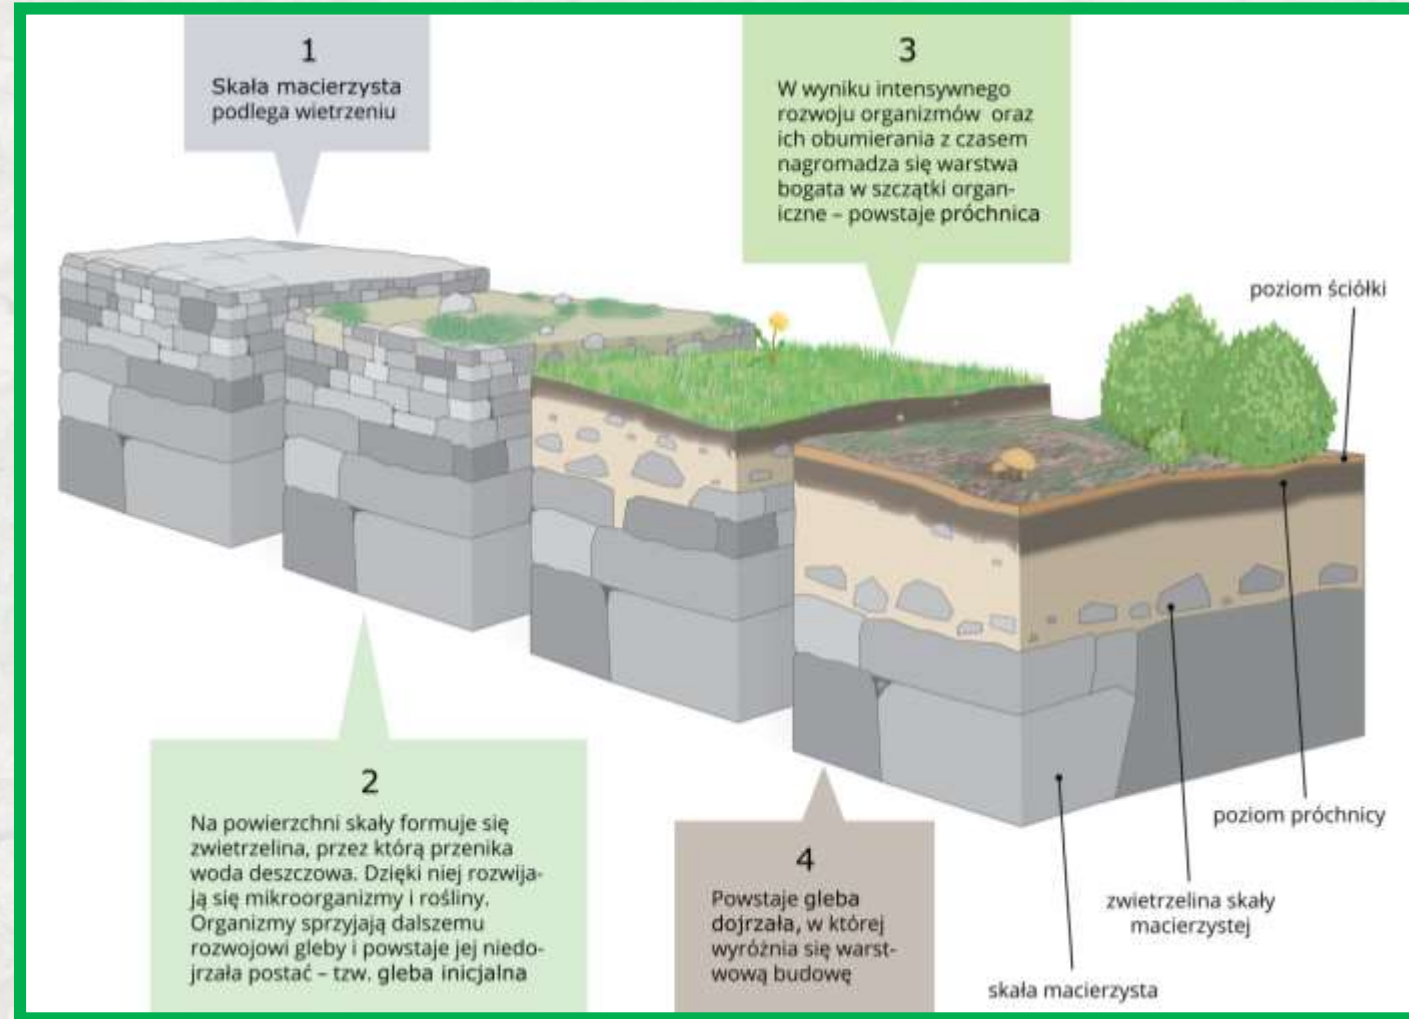 1
Skała macierzysta
podlega wietrzeniu
2
Na powierzchni skały formuje się
zwietrzelina, przez którą przenika
woda deszczowa. Dzięki niej rozwija-
ją się mikroorganizmy i rośliny.
Organizmy sprzyjają dalszemu
rozwojowi gleby i powstaje jej niedo-
jrzała postać – tzw. gleba inicjalna
3
W wyniku intensywnego
rozwoju organizmów oraz
ich obumierania z czasem
nagromadza się warstwa
bogata w szczątki organ-
iczne – powstaje próchnica
4
Powstaje gleba
dojrzała, w której
wyróżnia się warst-
wową budowę
poziom ściółki
poziom próchnicy
zwietrzelina skały
macierzystej
skała macierzysta